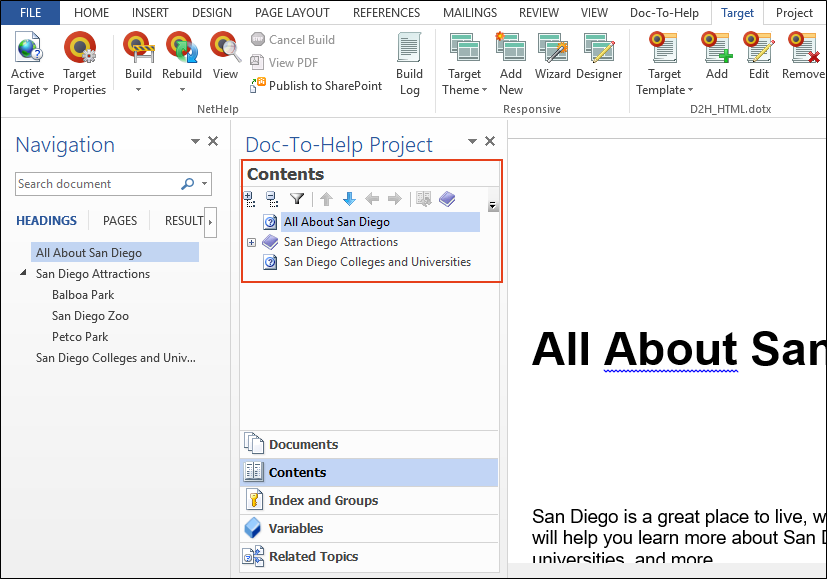 FILE HOME INSERT DESIGN PAGE LAYOUT REFERENCES MAILINGS REVIEW VIEW Doc-To-Help Target Project
Active Target
Target Properties
Build
Rebuild
View
Cancel Build
View PDF
Publish to SharePoint
Build Log
NetHelp
Target Theme
Add New
Wizard
Designer
Responsive
Target Template
Add
Edit
Remove
D2H_HTML.dotx
Navigation
Search document
HEADINGS PAGES RESULT
All About San Diego
San Diego Attractions
Balboa Park
San Diego Zoo
Petco Park
San Diego Colleges and Univ...
Doc-To-Help Project
Contents
All About San Diego
San Diego Attractions
San Diego Colleges and Universities
Documents
Contents
Index and Groups
Variables
Related Topics
All About San
San Diego is a great place to live, w
will help you learn more about San D
universities, and more